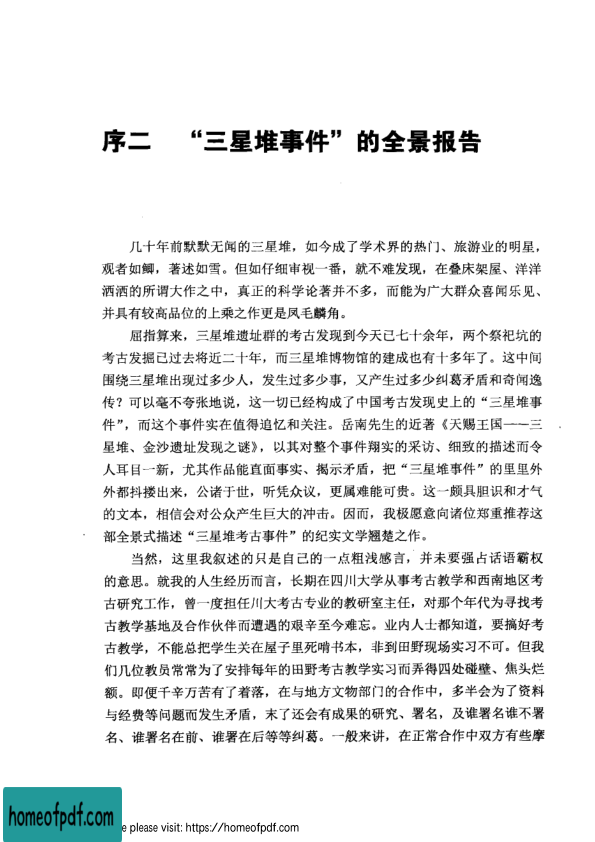 序二 “三星堆事件”的全景报告
几十年前默默无闻的三星堆，如今成了学术界的热门、旅游业的明星，
观者如鲫，著述如雪。但如仔细审视一番，就不难发现，在叠床架屋、洋洋
洒洒的所谓大作之中，真正的科学论著并不多，而能为广大群众喜闻乐见、
并具有较高品位的上乘之作更是凤毛麟角。
屈指算来，三星堆遗址群的考古发现到今天已七十余年，两个祭祀坑的
考古发掘已过去将近二十年，而三星堆博物馆的建成也有十多年了。这中间
围绕三星堆出现过多少人，发生过多少事，又产生过多少纠葛矛盾和奇闻逸
传？可以毫不夸张地说，这一切已经构成了中国考古发现史上的“三星堆事
件”，而这个事件实在值得追忆和关注。岳南先生的近著《天赐王国——三
星堆、金沙遗址发现之谜》，以其对整个事件翔实的采访、细致的描述而令
人耳目一新，尤其作品能直面事实、揭示矛盾，把“三星堆事件”的里里外
外都抖搂出来，公诸于世，听凭众议，更属难能可贵。这一颇具胆识和才气
的文本，相信会对公众产生巨大的冲击。因而，我极愿意向诸位郑重推荐这
部全景式描述“三星堆考古事件”的纪实文学翘楚之作。
当然，这里我叙述的只是自己的一点粗浅感言，并未要强占话语霸权
的意思。就我的人生经历而言，长期在四川大学从事考古教学和西南地区考
古研究工作，曾一度担任川大考古专业的教研室主任，对那个年代为寻找考
古教学基地及合作伙伴而遭遇的艰辛至今难忘。业内人士都知道，要搞好考
古教学，不能总把学生关在屋子里死啃书本，非到田野现场实习不可。但我
们几位教员常常为了安排每年的田野考古教学实习而弄得四处碰壁、焦头烂
额。即便千辛万苦有了着落，在与地方文物部门的合作中，多半会为了资料
与经费等问题而发生矛盾，末了还会有成果的研究、署名，及谁署名谁不署
名、谁署名在前、谁署在后等等纠葛。一般来讲，在正常合作中双方有些摩
homeofpdf.com
e please visit: https://homeofpdf.com